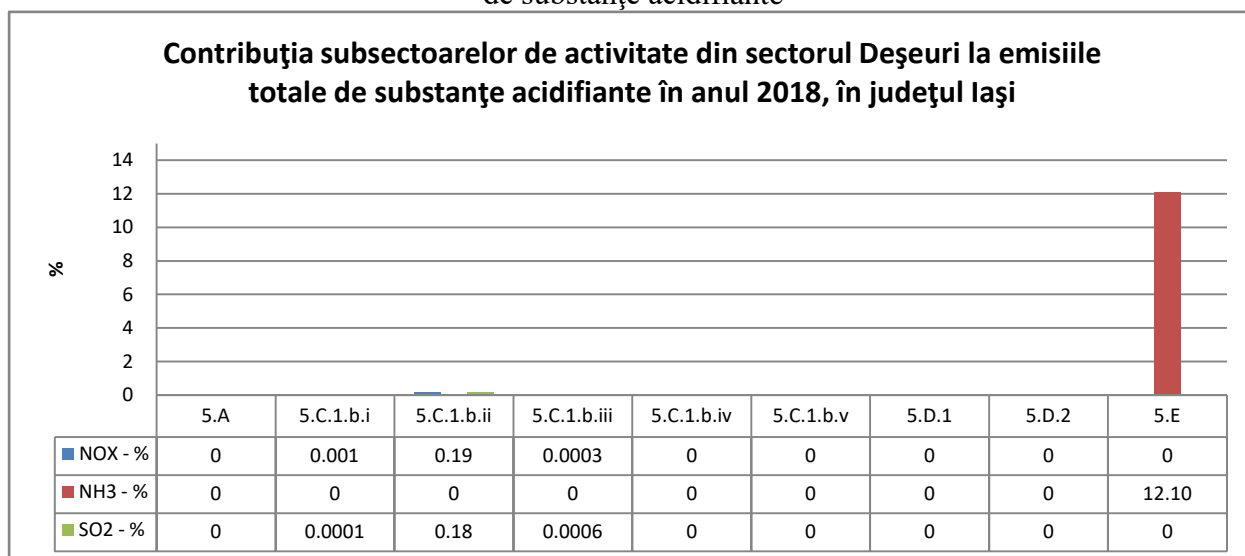 de substanţe acidifiante
Contribuţia subsectoarelor de activitate din sectorul Deşeuri la emisiile
totale de substanţe acidifiante în anul 2018, în judeţul Iaşi
14
12
10
8
6
4
2
0
%
5.A 5.C.1.b.i 5.C.1.b.ii 5.C.1.b.iii 5.C.1.b.iv 5.C.1.b.v 5.D.1 5.D.2 5.E
NOX - % 0 0.001 0.19 0.0003 0 0 0 0 0
NH3 - % 0 0 0 0 0 0 0 0 12.10
SO2 - % 0 0.0001 0.18 0.0006 0 0 0 0 0